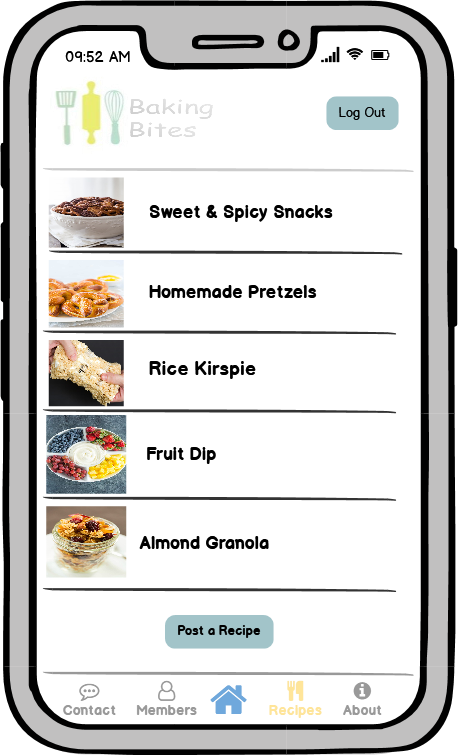 09:52 AM
Baking
Bites
Log Out
Sweet & Spicy Snacks
Homemade Pretzels
Rice Kirspie
Fruit Dip
Almond Granola
Post a Recipe
Contact Members Recipes About